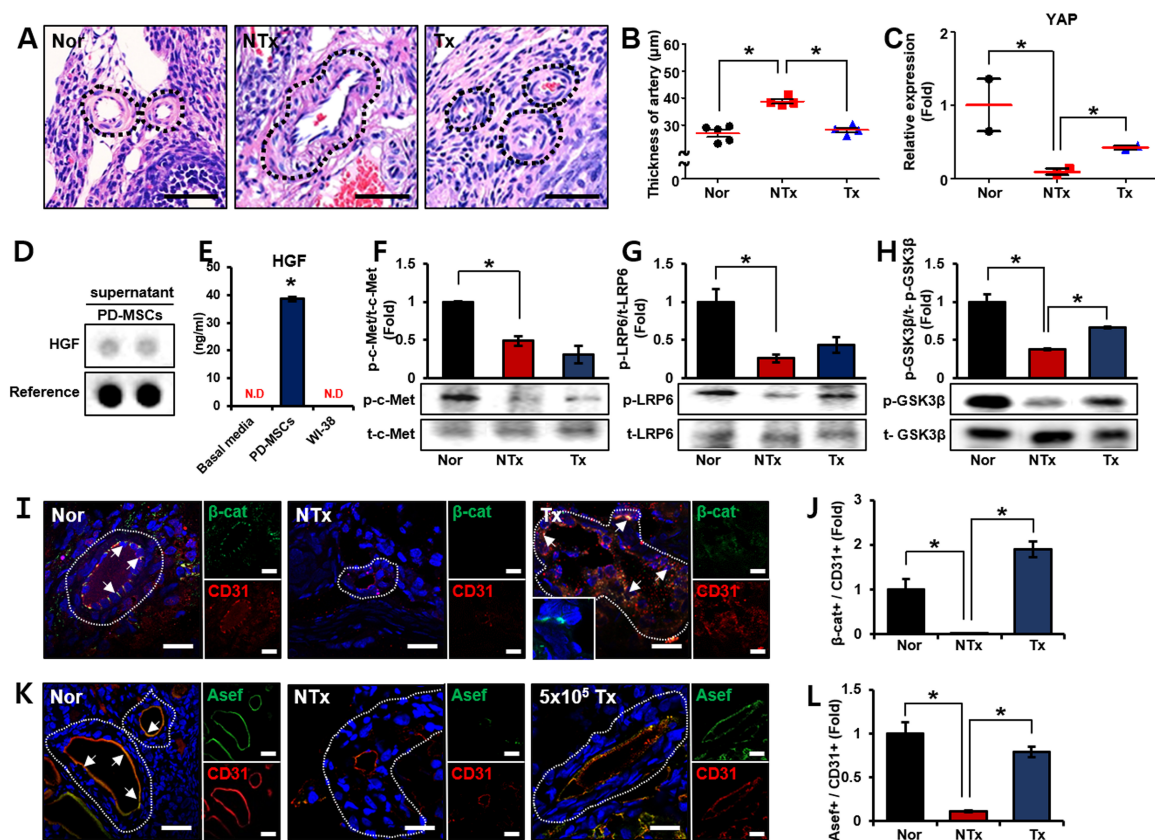 A
Nor
NTx
Tx
B
Thickness of artery (μm)
60
50
40
30
0
*
*
Nor
NTx
Tx
C
YAP
Relative expression
(Fold)
2
1
0
*
*
Nor
NTx
Tx
D
supernatant
PD-MSCs
HGF
Reference
E
HGF
(ng/ml)
50
40
30
20
10
0
*
N.D
N.D
Basal media
PD-MSCs
WI-38
F
p-c-Met/t-c-Met
(Fold)
1.5
1
0.5
0
*
p-c-Met
t-c-Met
Nor
NTx
Tx
G
p-LRP6/t-LRP6
(Fold)
1.5
1
0.5
0
*
p-LRP6
t-LRP6
Nor
NTx
Tx
H
p-GSK3β/t- p-GSK3β
(Fold)
1.5
1
0.5
0
*
*
p-GSK3β
t- GSK3β
Nor
NTx
Tx
I
Nor
β-cat
CD31
NTx
β-cat
CD31
Tx
β-cat
CD31
J
β-cat+ / CD31+ (Fold)
3
2
1
0
*
*
Nor
NTx
Tx
K
Nor
Asef
CD31
NTx
Asef
CD31
5x10⁵ Tx
Asef
CD31
L
Asef+ / CD31+ (Fold)
1.5
1
0.5
0
*
*
Nor
NTx
Tx